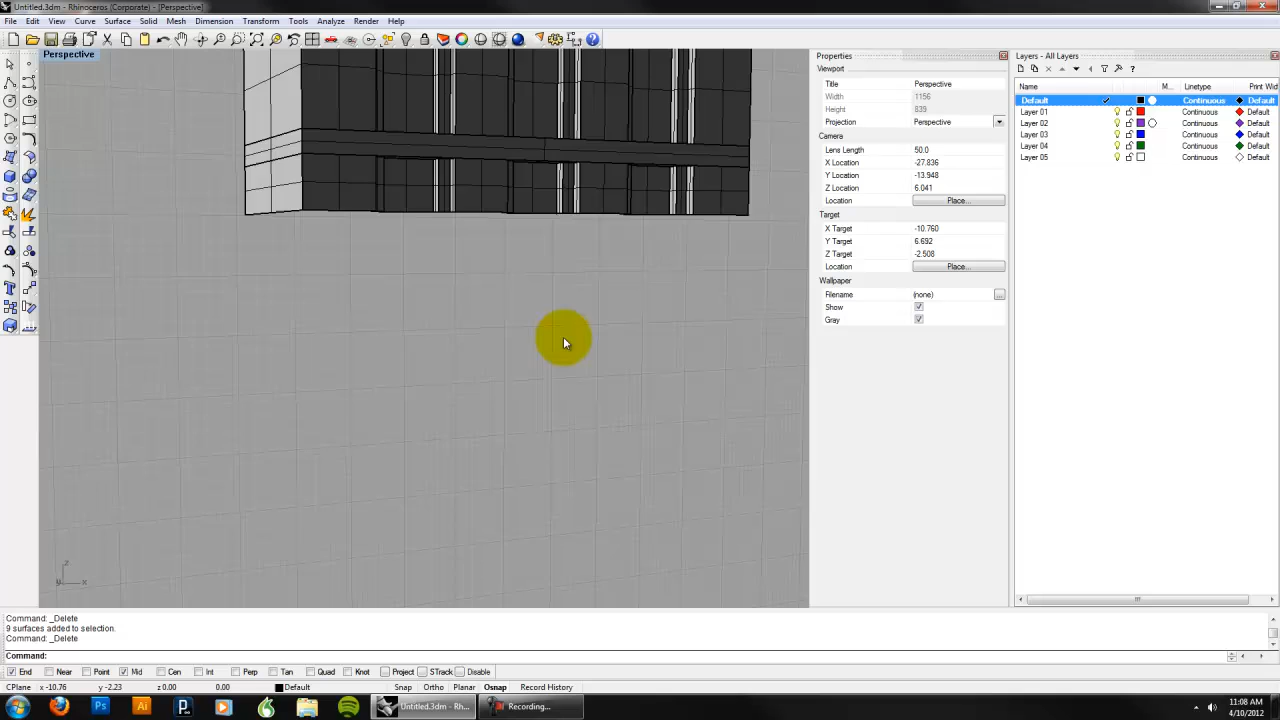 Untitled.3dm - Rhinoceros (Corporate) - [Perspective]
File Edit View Curve Surface Solid Mesh Dimension Transform Tools Analyze Render Help
Perspective
Properties
Viewport
Title Perspective
Width 1156
Height 839
Projection Perspective
Camera
Lens Length 50.0
X Location -27.836
Y Location -13.948
Z Location 6.041
Location Place...
Target
X Target -10.760
Y Target 6.692
Z Target -2.508
Location Place...
Wallpaper
Filename (none) ...
Show
Gray
Layers - All Layers
Name M... Linetype Print Wid
Default Continuous Default
Layer 01 Continuous Default
Layer 02 Continuous Default
Layer 03 Continuous Default
Layer 04 Continuous Default
Layer 05 Continuous Default
z
y x
Command: _Delete
9 surfaces added to selection.
Command: _Delete
Command:
End Near Point Mid Cen Int Perp Tan Quad Knot Project STrack Disable
CPlane x -10.76 y -2.23 z 0.00 0.00 Default Snap Ortho Planar Osnap Record History
Untitled.3dm - Rh... Recording...
11:08 AM
4/10/2012